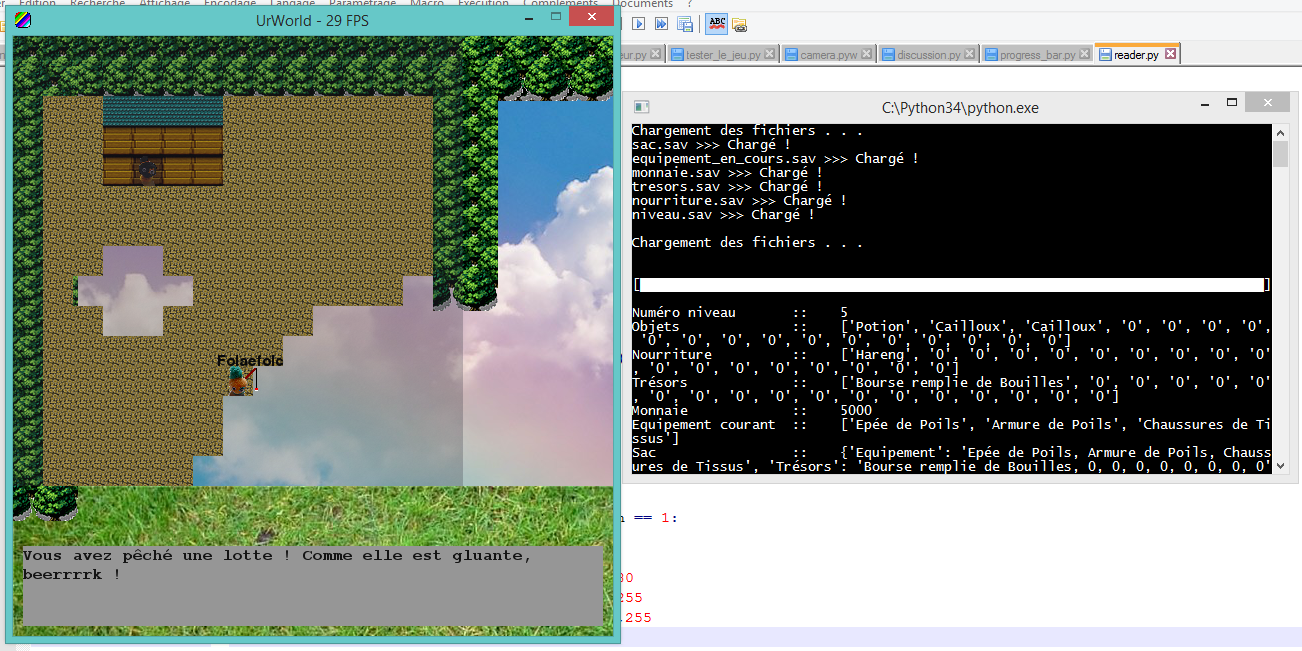 Edition Recherche Affichage Encodage Langage Paramétrage Macro Exécution Compléments Documents ?
UrWorld - 29 FPS
ABC
eur.py
tester_le_jeu.py
camera.pyw
discussion.py
progress_bar.py
reader.py
C:\Python34\python.exe
Chargement des fichiers . . .
sac.sav >>> Chargé !
equipement_en_cours.sav >>> Chargé !
monnaie.sav >>> Chargé !
tresors.sav >>> Chargé !
nourriture.sav >>> Chargé !
niveau.sav >>> Chargé !
Chargement des fichiers . . .
[ ]
Numéro niveau :: 5
Objets :: ['Potion', 'Cailloux', 'Cailloux', '0', '0', '0', '0',
'0', '0', '0', '0', '0', '0', '0', '0', '0', '0', '0']
Nourriture :: ['Hareng', '0', '0', '0', '0', '0', '0', '0', '0'
, '0', '0', '0', '0', '0', '0', '0', '0']
Trésors :: ['Bourse remplie de Bouilles', '0', '0', '0', '0'
, '0', '0', '0', '0', '0', '0', '0', '0', '0', '0', '0', '0']
Monnaie :: 5000
Equipement courant :: ['Epée de Poils', 'Armure de Poils', 'Chaussures de Ti
ssus']
Sac :: {'Equipement': 'Epée de Poils, Armure de Poils, Chauss
ures de Tissus', 'Trésors': 'Bourse remplie de Bouilles, 0, 0, 0, 0, 0, 0, 0, 0'
Folaefolc
== 1:
30
255
.255
Vous avez pêché une lotte ! Comme elle est gluante,
beerrrrk !